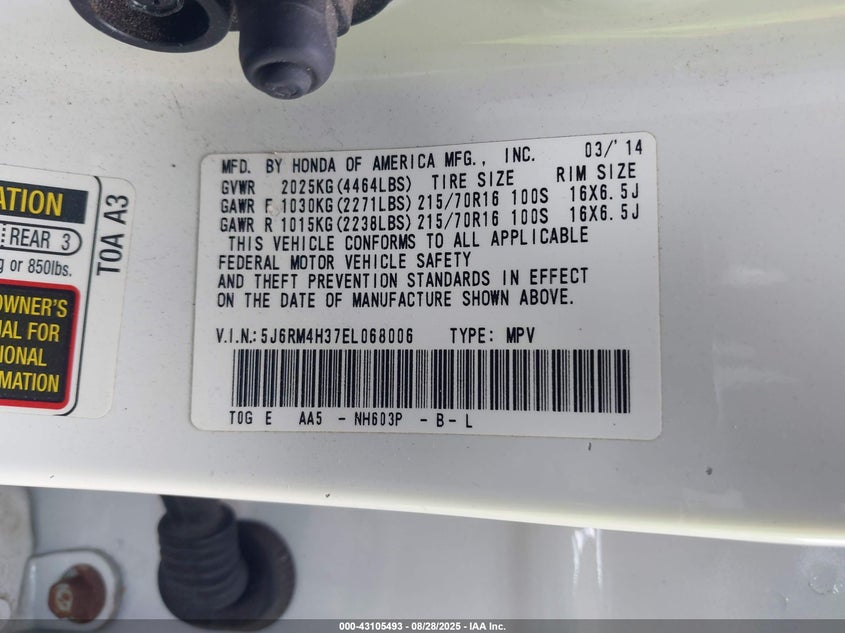 ATION
REAR 3
g or 850lbs.
OWNER'S
UAL FOR
IONAL
MATION
T0A A3
MFD. BY HONDA OF AMERICA MFG., INC. 03/'14
GVWR 2025KG(4464LBS) TIRE SIZE RIM SIZE
GAWR F 1030KG(2271LBS) 215/70R16 100S 16X6.5J
GAWR R 1015KG(2238LBS) 215/70R16 100S 16X6.5J
THIS VEHICLE CONFORMS TO ALL APPLICABLE
FEDERAL MOTOR VEHICLE SAFETY
AND THEFT PREVENTION STANDARDS IN EFFECT
ON THE DATE OF MANUFACTURE SHOWN ABOVE.
V.I.N.: 5J6RM4H37EL068006 TYPE: MPV
T0G E AA5 - NH603P - B - L
000-43105493 - 08/28/2025 - IAA Inc.